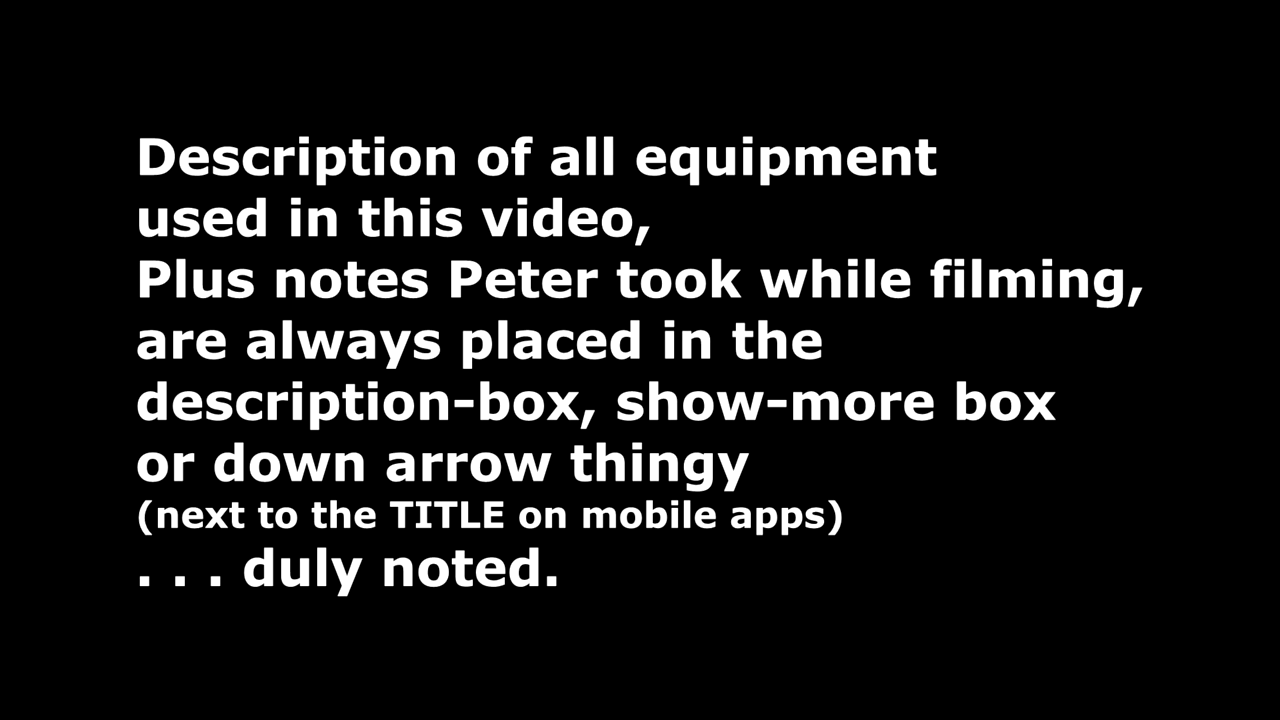 Description of all equipment
used in this video,
Plus notes Peter took while filming,
are always placed in the
description-box, show-more box
or down arrow thingy
(next to the TITLE on mobile apps)
. . . duly noted.